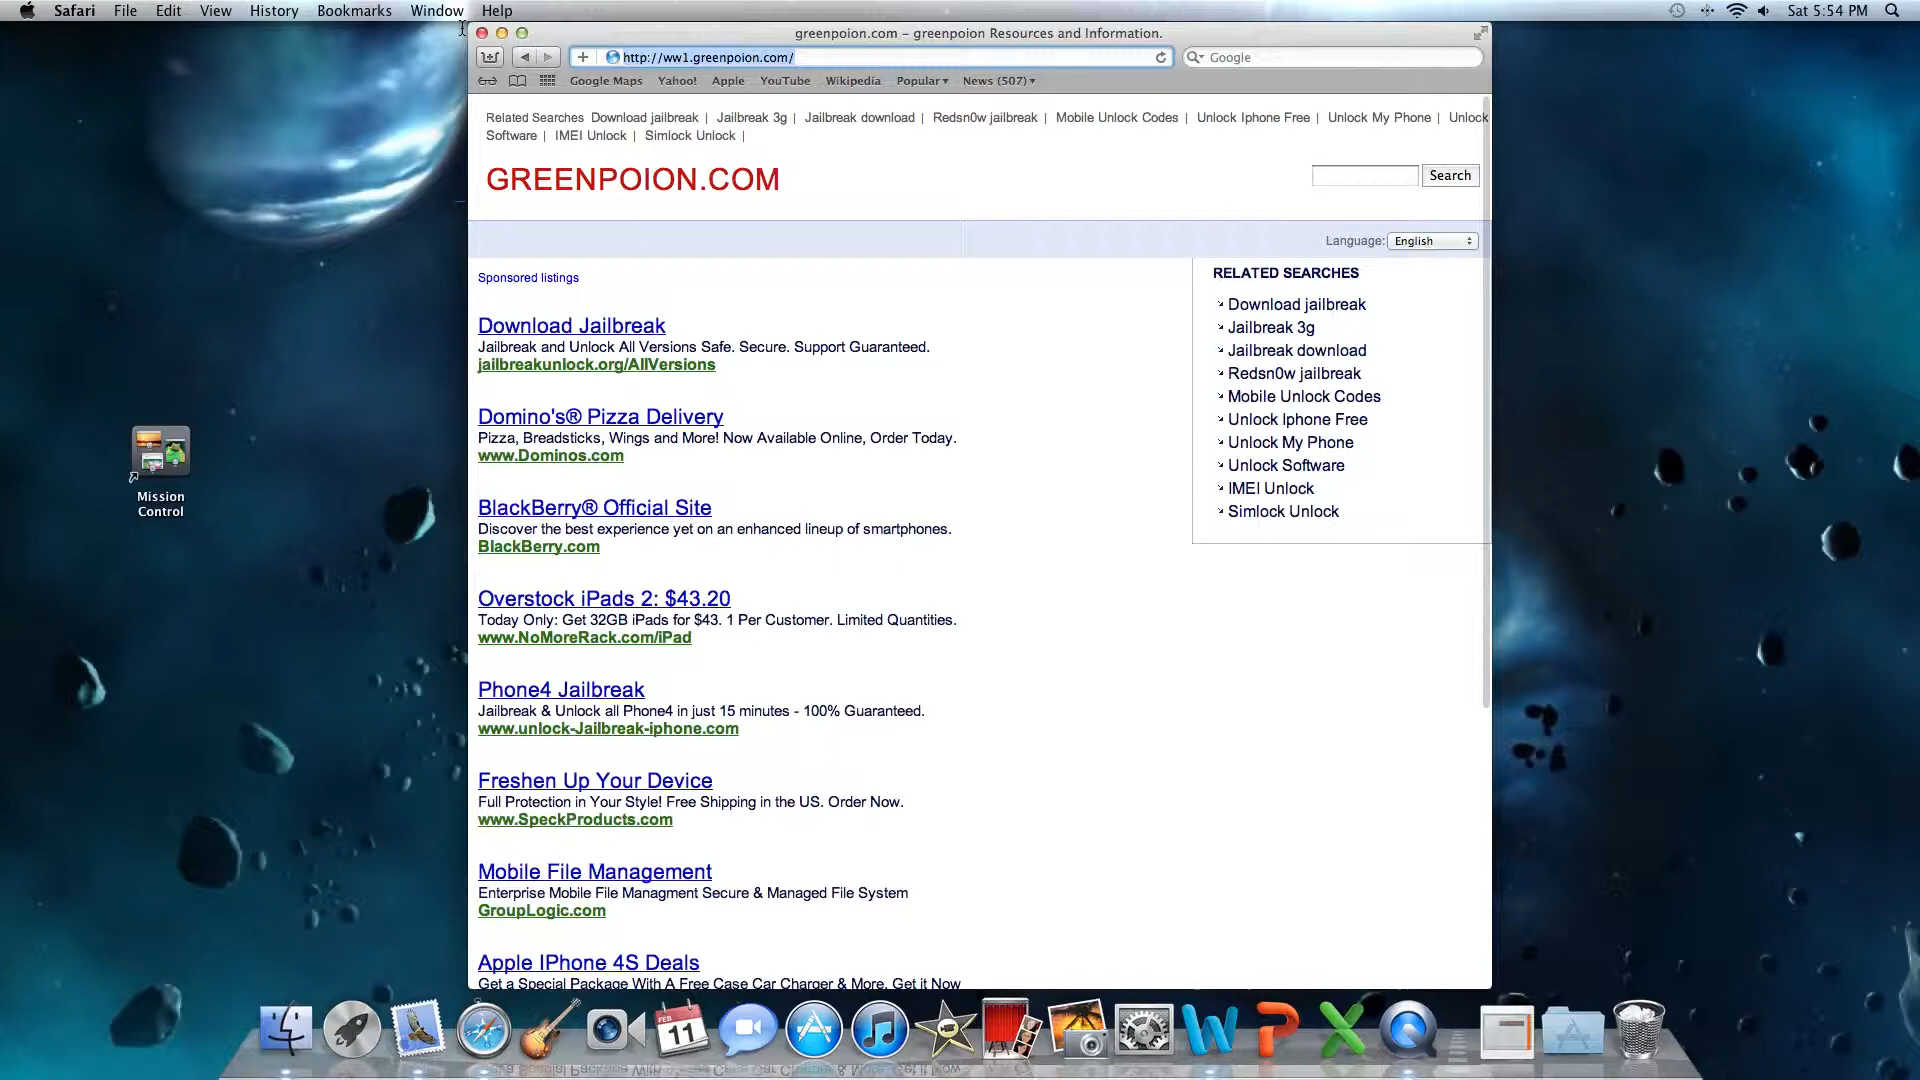 Safari File Edit View History Bookmarks Window Help
Sat 5:54 PM
greenpoion.com – greenpoion Resources and Information.
http://ww1.greenpoion.com/
Google
Google Maps Yahoo! Apple YouTube Wikipedia Popular News (507)
Related Searches Download jailbreak | Jailbreak 3g | Jailbreak download | Redsn0w jailbreak | Mobile Unlock Codes | Unlock Iphone Free | Unlock My Phone | Unlock
Software | IMEI Unlock | Simlock Unlock |
GREENPOION.COM
Search
Language: English
Sponsored listings
Download Jailbreak
Jailbreak and Unlock All Versions Safe. Secure. Support Guaranteed.
jailbreakunlock.org/AllVersions
Domino's® Pizza Delivery
Pizza, Breadsticks, Wings and More! Now Available Online, Order Today.
www.Dominos.com
BlackBerry® Official Site
Discover the best experience yet on an enhanced lineup of smartphones.
BlackBerry.com
Overstock iPads 2: $43.20
Today Only: Get 32GB iPads for $43. 1 Per Customer. Limited Quantities.
www.NoMoreRack.com/iPad
Phone4 Jailbreak
Jailbreak & Unlock all Phone4 in just 15 minutes - 100% Guaranteed.
www.unlock-Jailbreak-iphone.com
Freshen Up Your Device
Full Protection in Your Style! Free Shipping in the US. Order Now.
www.SpeckProducts.com
Mobile File Management
Enterprise Mobile File Managment Secure & Managed File System
GroupLogic.com
Apple IPhone 4S Deals
Get a Special Package With A Free Case Car Charger & More, Get it Now
RELATED SEARCHES
Download jailbreak
Jailbreak 3g
Jailbreak download
Redsn0w jailbreak
Mobile Unlock Codes
Unlock Iphone Free
Unlock My Phone
Unlock Software
IMEI Unlock
Simlock Unlock
Mission
Control
FEB
11